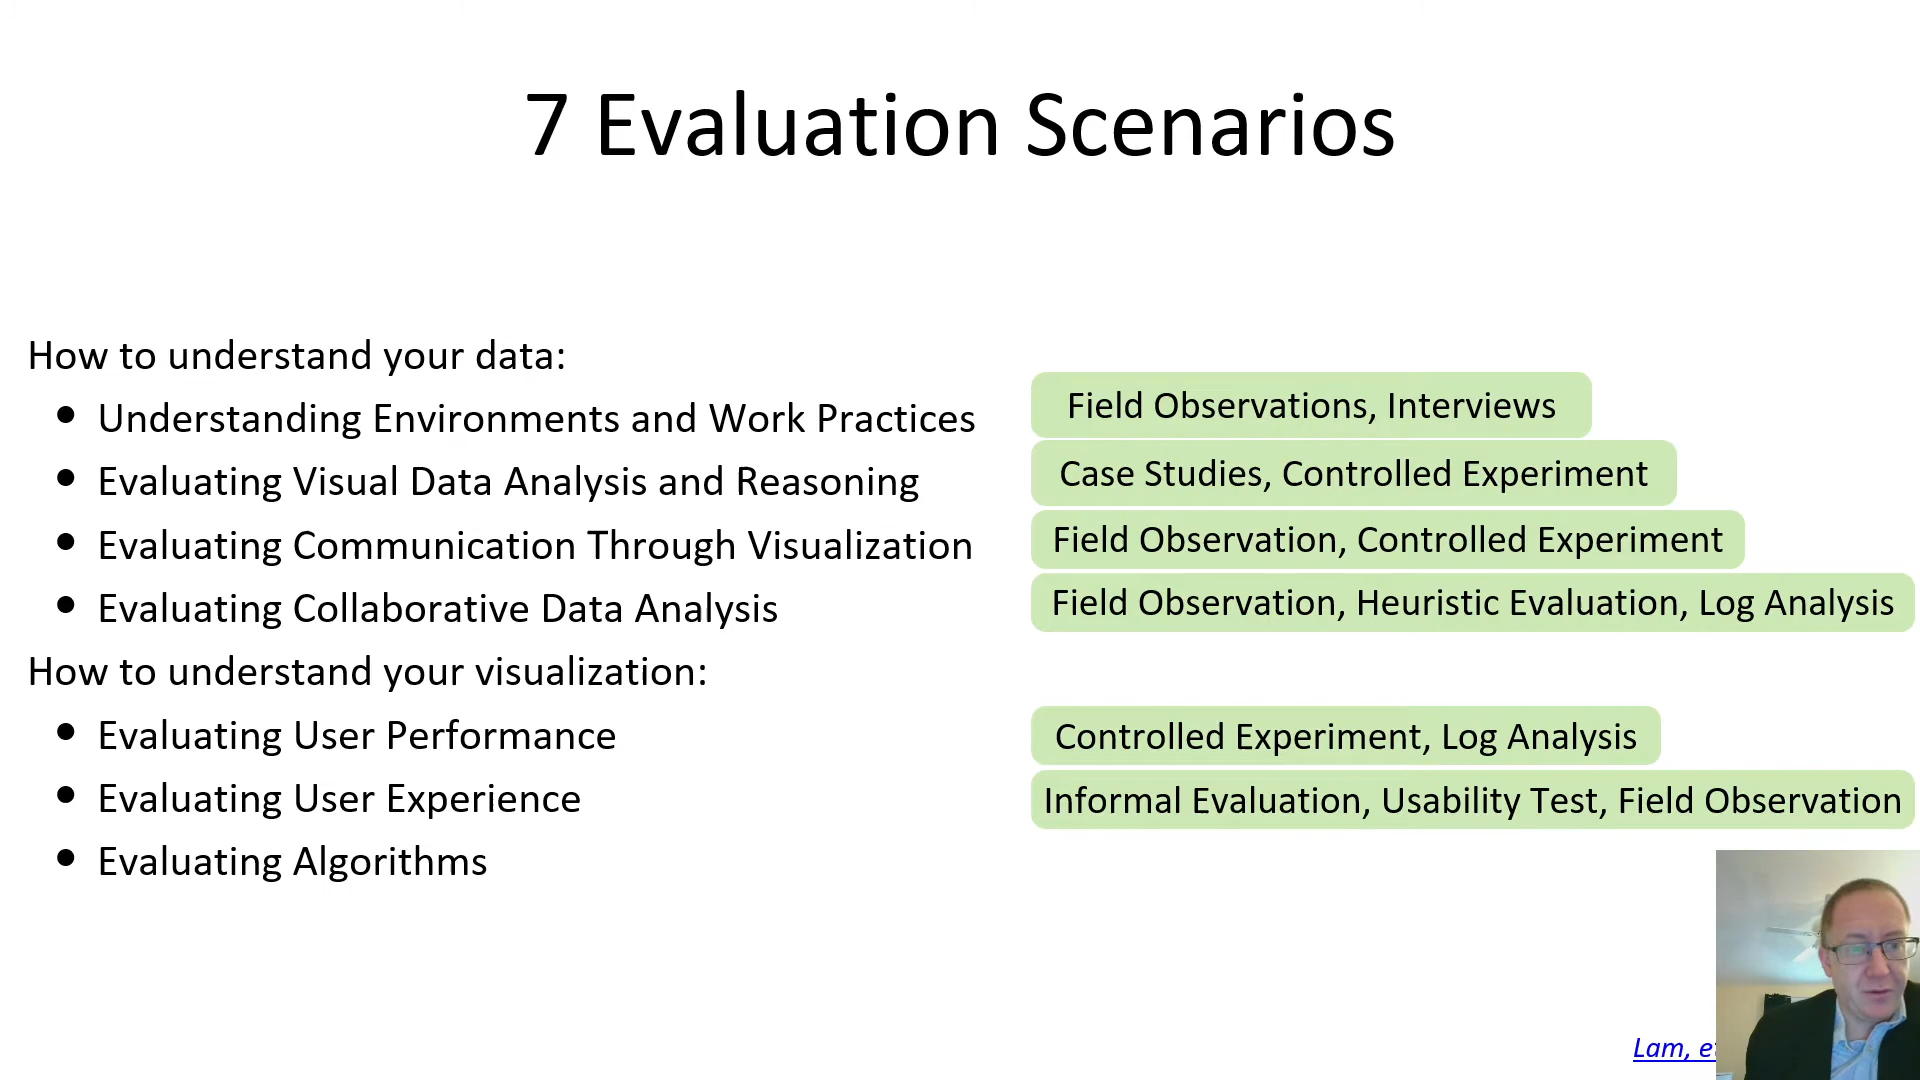 7 Evaluation Scenarios
How to understand your data:
• Understanding Environments and Work Practices
Field Observations, Interviews
• Evaluating Visual Data Analysis and Reasoning
Case Studies, Controlled Experiment
• Evaluating Communication Through Visualization
Field Observation, Controlled Experiment
• Evaluating Collaborative Data Analysis
Field Observation, Heuristic Evaluation, Log Analysis
How to understand your visualization:
• Evaluating User Performance
Controlled Experiment, Log Analysis
• Evaluating User Experience
Informal Evaluation, Usability Test, Field Observation
• Evaluating Algorithms
Lam,